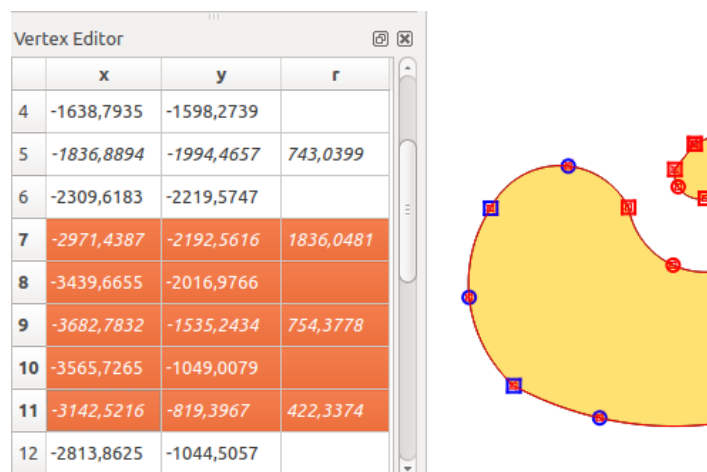 Vertex Editor
x y r
4 -1638,7935 -1598,2739
5 -1836,8894 -1994,4657 743,0399
6 -2309,6183 -2219,5747
7 -2971,4387 -2192,5616 1836,0481
8 -3439,6655 -2016,9766
9 -3682,7832 -1535,2434 754,3778
10 -3565,7265 -1049,0079
11 -3142,5216 -819,3967 422,3374
12 -2813,8625 -1044,5057